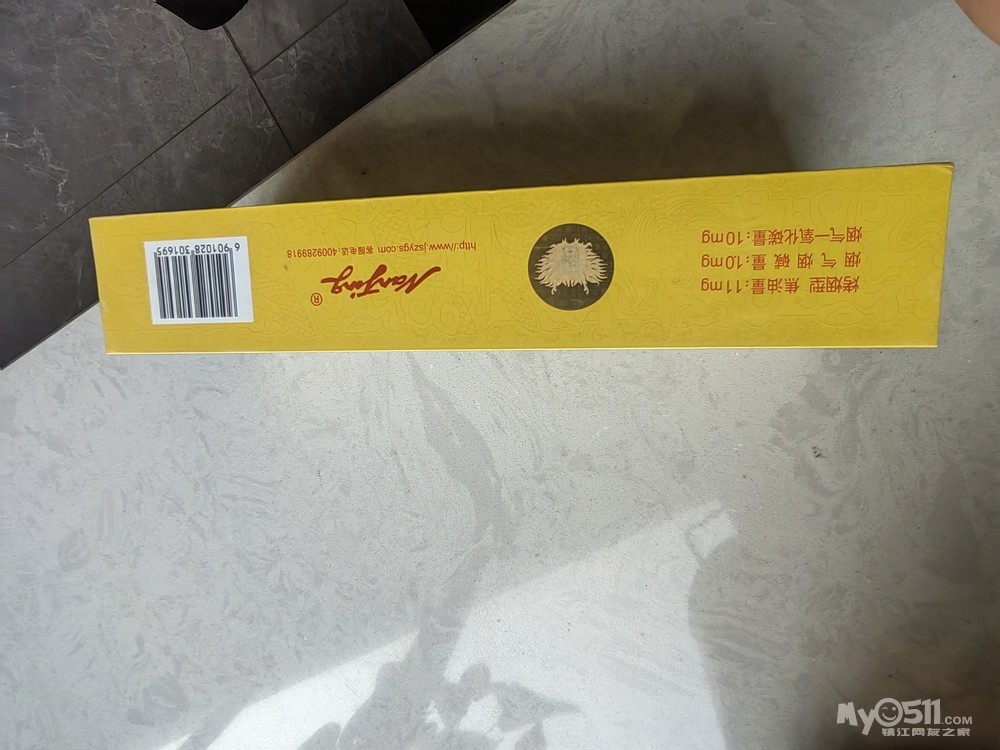 烤烟型 焦油量:11mg
烟气烟碱量:1.0mg
烟气一氧化碳量:10mg
NanJing®
http://www.jszygs.com 客服电话:4009289918
6 901028 301695
My0511.COM
镇江网友之家